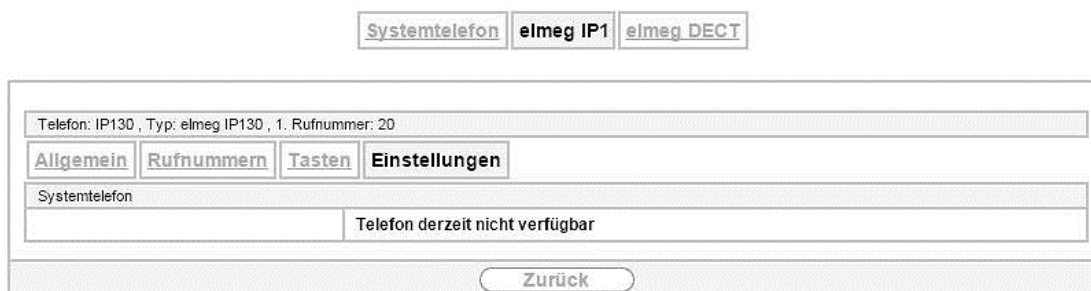 Systemtelefon elmeg IP1 elmeg DECT
Telefon: IP130 , Typ: elmeg IP130 , 1. Rufnummer: 20
Allgemein Rufnummern Tasten Einstellungen
Systemtelefon
Telefon derzeit nicht verfügbar
Zurück